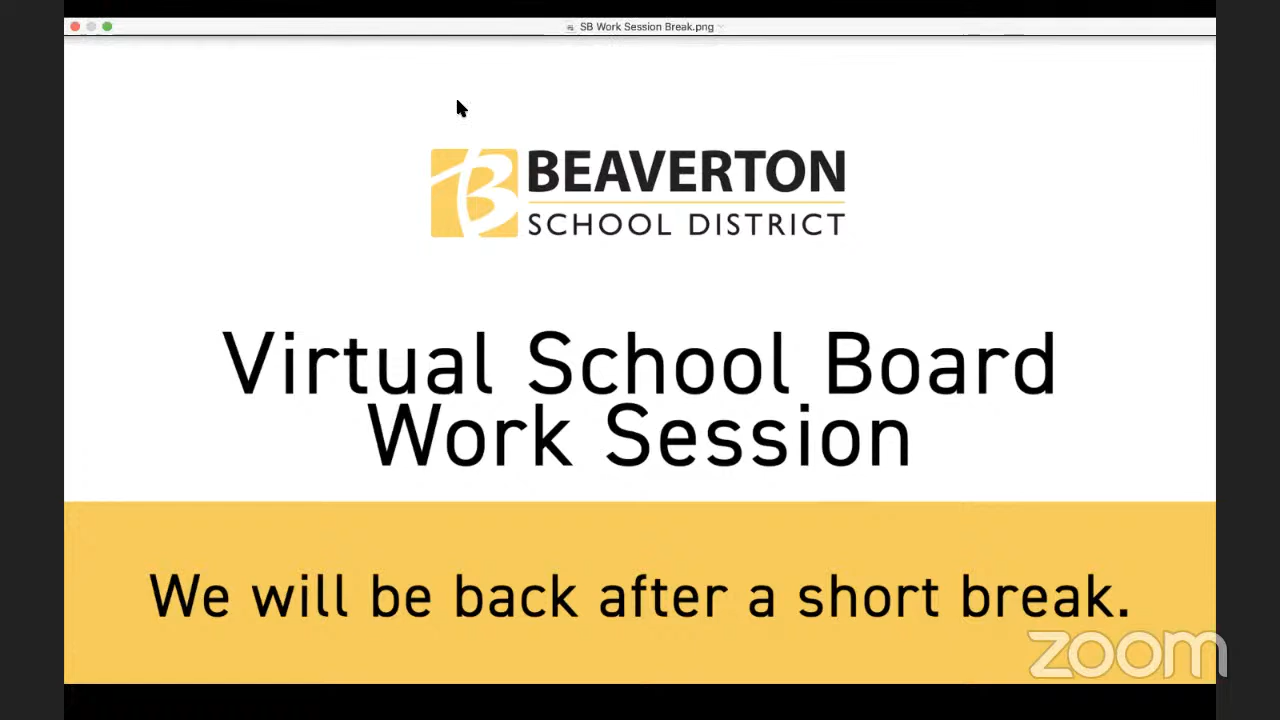 SB Work Session Break.png
BEAVERTON
SCHOOL DISTRICT
Virtual School Board
Work Session
We will be back after a short break.
zoom